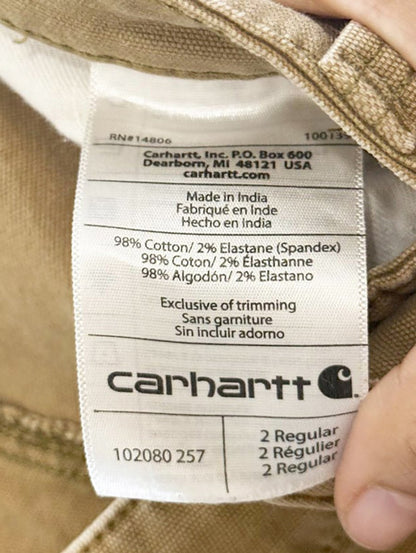 RN#14806
Carhartt, Inc. P.O. Box 600
Dearborn, MI 48121 USA
carhartt.com
Made in India
Fabriqué en Inde
Hecho en India
98% Cotton/ 2% Elastane (Spandex)
98% Coton/ 2% Élasthanne
98% Algodón/ 2% Elastano
Exclusive of trimming
Sans garniture
Sin incluir adorno
carhartt
102080 257
2 Regular
2 Régulier
2 Regular